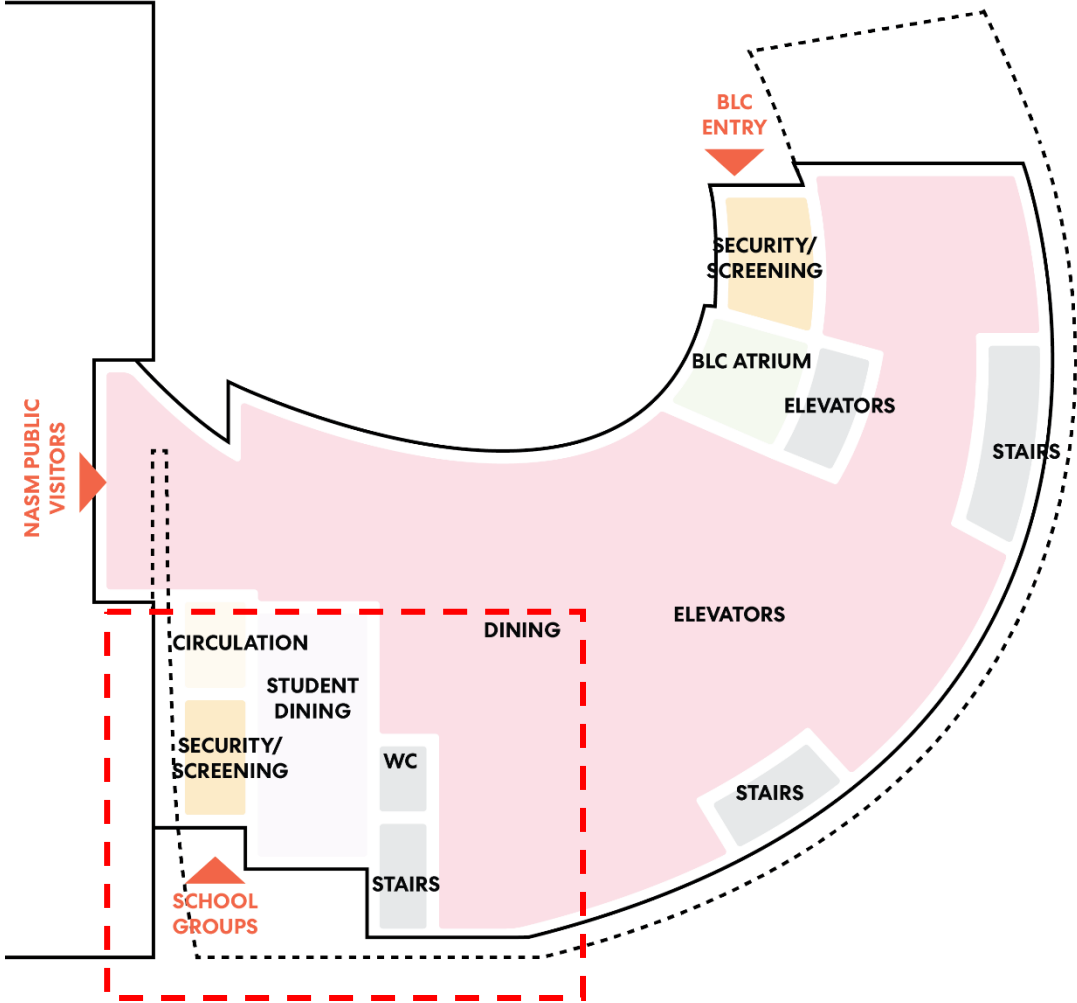 BLC
ENTRY
SECURITY/
SCREENING
BLC ATRIUM
ELEVATORS
STAIRS
NASM PUBLIC
VISITORS
ELEVATORS
DINING
CIRCULATION
STUDENT
DINING
SECURITY/
SCREENING
WC
STAIRS
STAIRS
SCHOOL
GROUPS